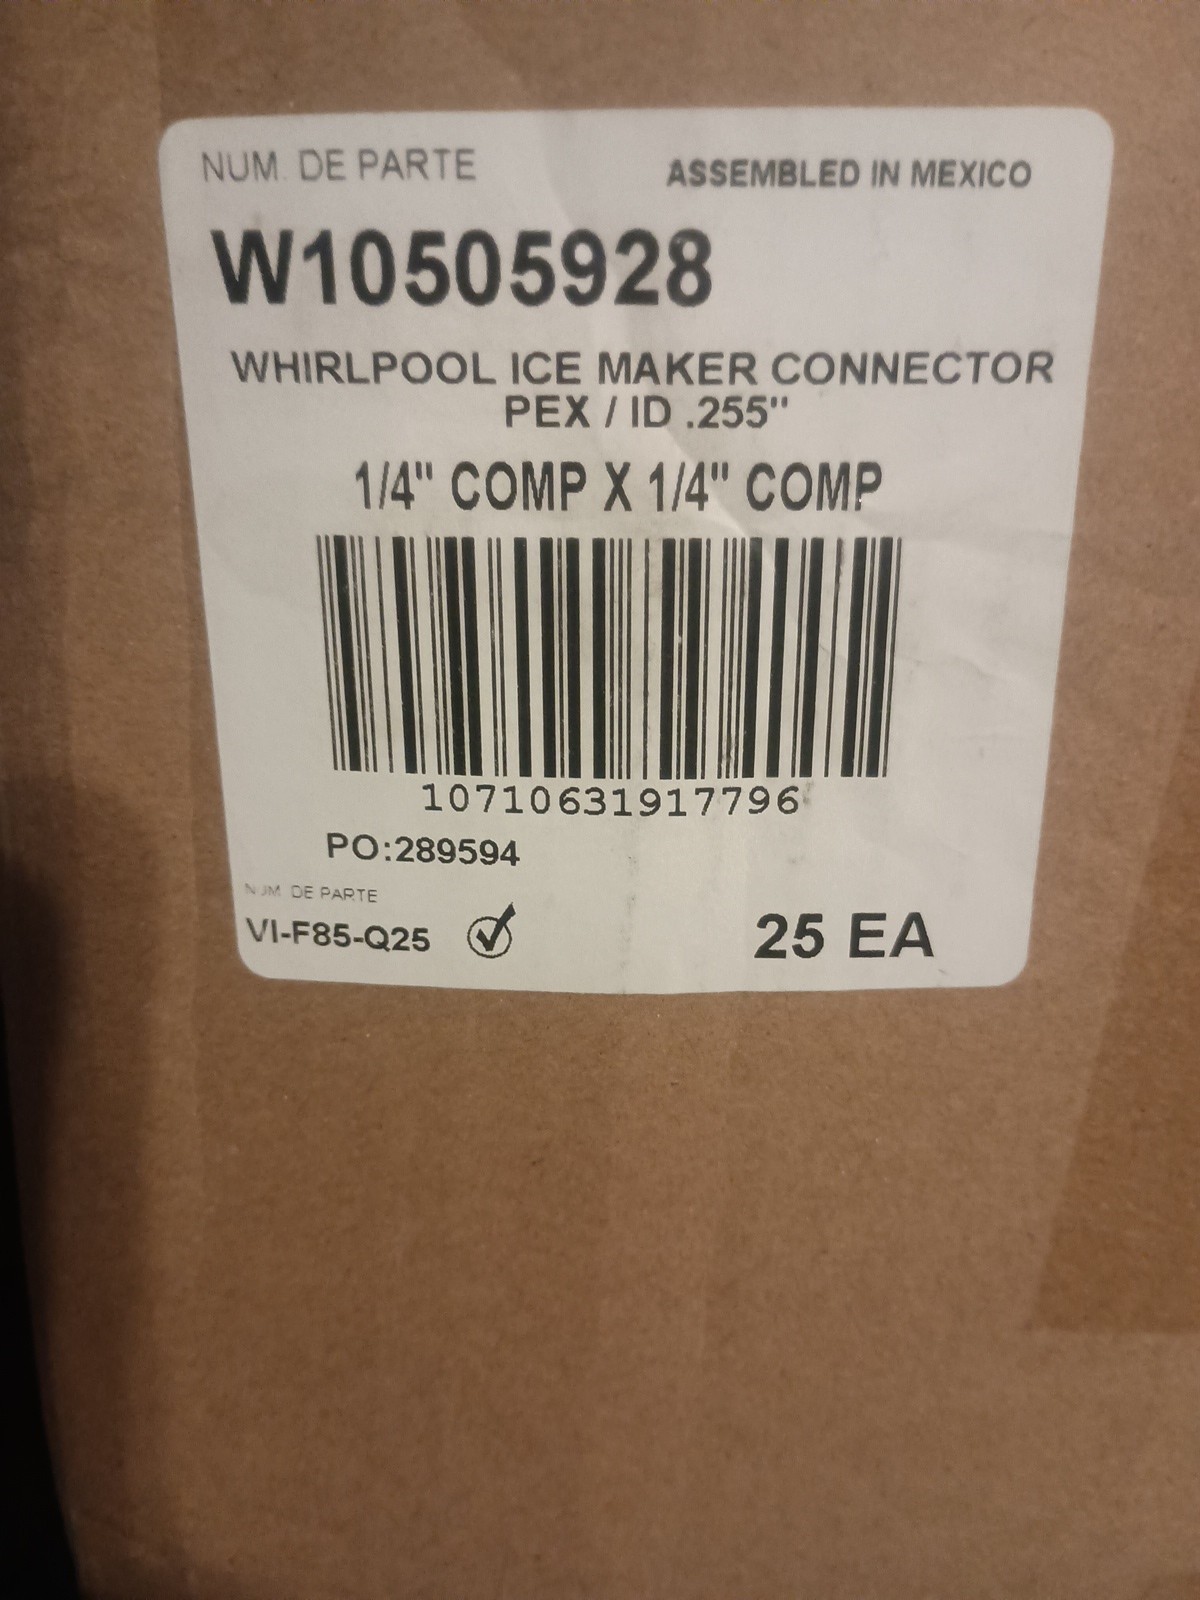 NUM. DE PARTE
ASSEMBLED IN MEXICO
W10505928
WHIRLPOOL ICE MAKER CONNECTOR
PEX / ID .255"
1/4" COMP X 1/4" COMP
10710631917796
PO:289594
NUM. DE PARTE
VI-F85-Q25
25 EA